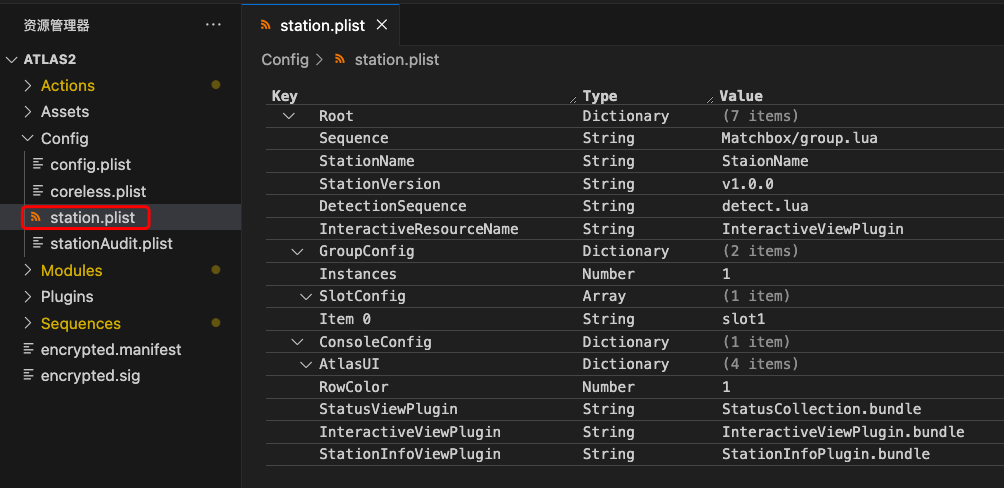 资源管理器 ···
ATLAS2
Actions
Assets
Config
config.plist
coreless.plist
station.plist
stationAudit.plist
Modules
Plugins
Sequences
encrypted.manifest
encrypted.sig
station.plist
Config station.plist
Key Type Value
Root Dictionary (7 items)
Sequence String Matchbox/group.lua
StationName String StaionName
StationVersion String v1.0.0
DetectionSequence String detect.lua
InteractiveResourceName String InteractiveViewPlugin
GroupConfig Dictionary (2 items)
Instances Number 1
SlotConfig Array (1 item)
Item 0 String slot1
ConsoleConfig Dictionary (1 item)
AtlasUI Dictionary (4 items)
RowColor Number 1
StatusViewPlugin String StatusCollection.bundle
InteractiveViewPlugin String InteractiveViewPlugin.bundle
StationInfoViewPlugin String StationInfoPlugin.bundle